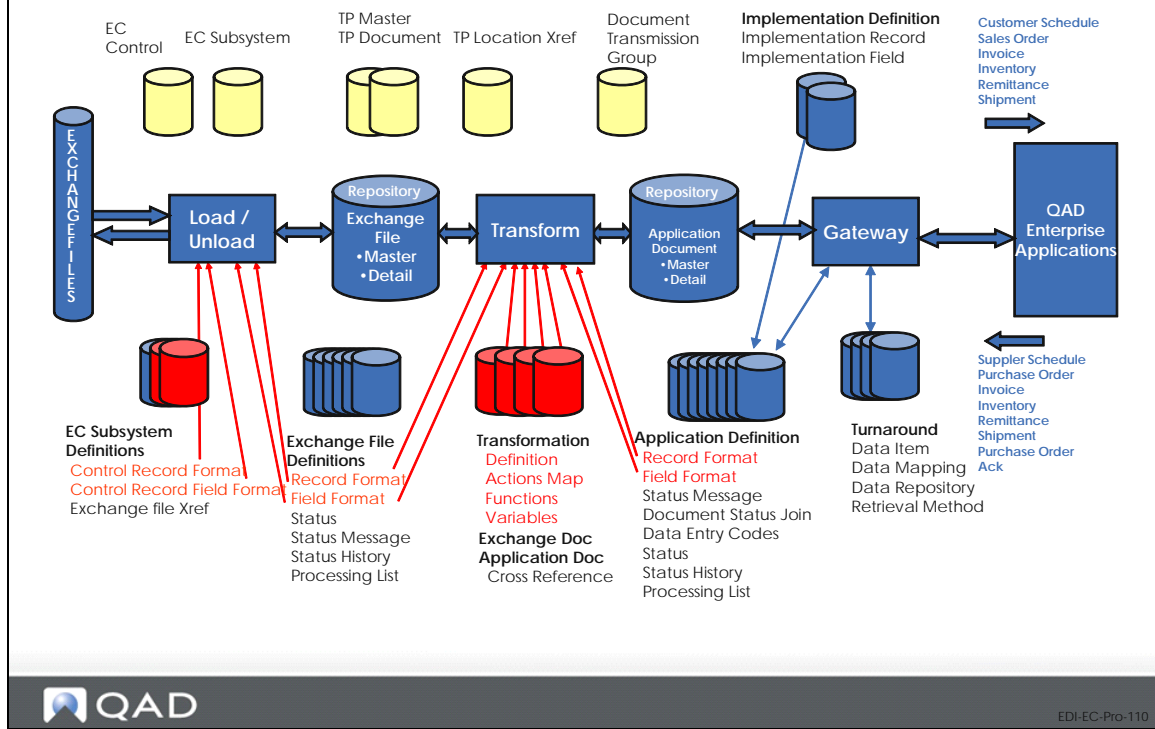 EC
Control
EC Subsystem
TP Master
TP Document
TP Location Xref
Document
Transmission
Group
Implementation Definition
Implementation Record
Implementation Field
Customer Schedule
Sales Order
Invoice
Inventory
Remittance
Shipment
EXCHANGEFILES
Load /
Unload
Repository
Exchange
File
•Master
•Detail
Transform
Repository
Application
Document
•Master
•Detail
Gateway
QAD
Enterprise
Applications
EC Subsystem
Definitions
Control Record Format
Control Record Field Format
Exchange file Xref
Exchange File
Definitions
Record Format
Field Format
Status
Status Message
Status History
Processing List
Transformation
Definition
Actions Map
Functions
Variables
Exchange Doc
Application Doc
Cross Reference
Application Definition
Record Format
Field Format
Status Message
Document Status Join
Data Entry Codes
Status
Status History
Processing List
Turnaround
Data Item
Data Mapping
Data Repository
Retrieval Method
Suppler Schedule
Purchase Order
Invoice
Inventory
Remittance
Shipment
Purchase Order
Ack
QAD
EDI-EC-Pro-110